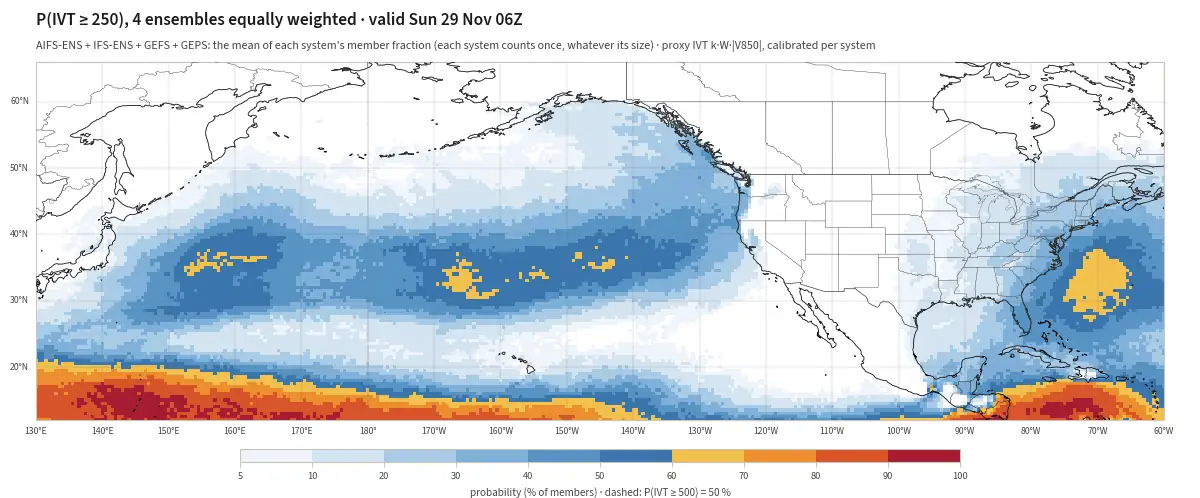 P(IVT ≥ 250), 4 ensembles equally weighted · valid Sun 29 Nov 06Z
AIFS-ENS + IFS-ENS + GEFS + GEPS: the mean of each system's member fraction (each system counts once, whatever its size) · proxy IVT k·W·|V850|, calibrated per system
60°N
50°N
40°N
30°N
20°N
130°E 140°E 150°E 160°E 170°E 180° 170°W 160°W 150°W 140°W 130°W 120°W 110°W 100°W 90°W 80°W 70°W 60°W
5 10 20 30 40 50 60 70 80 90 100
probability (% of members) · dashed: P(IVT ≥ 500) = 50 %